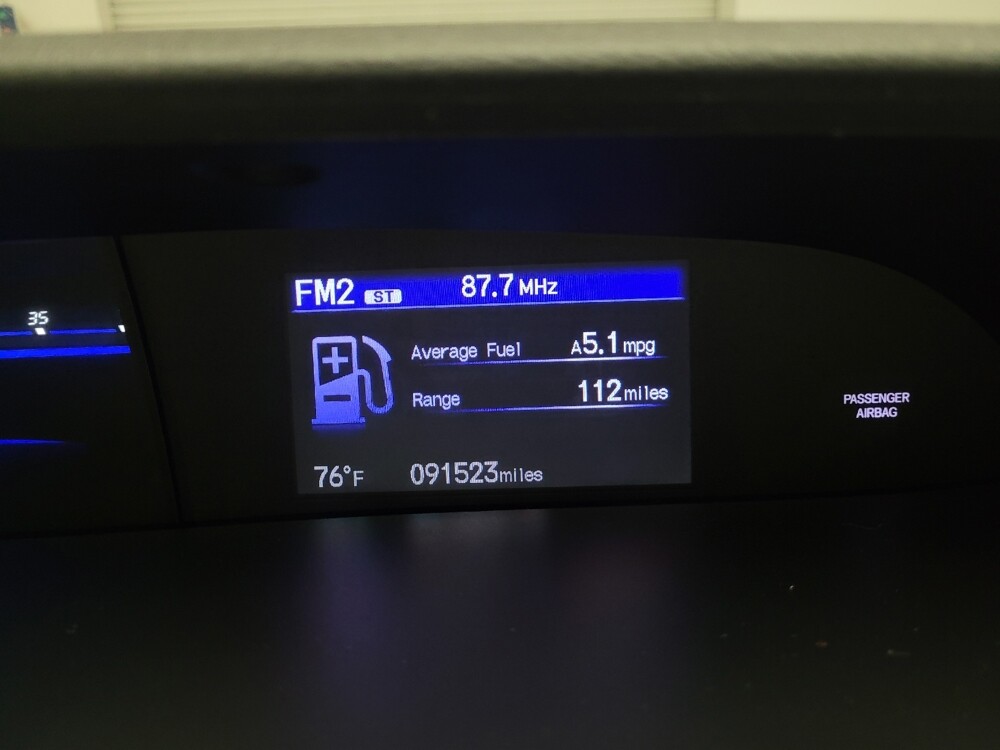 FM2 ST 87.7 MHz
35
Average Fuel A5.1 mpg
Range 112 miles
PASSENGER
AIRBAG
76°F 091523 miles